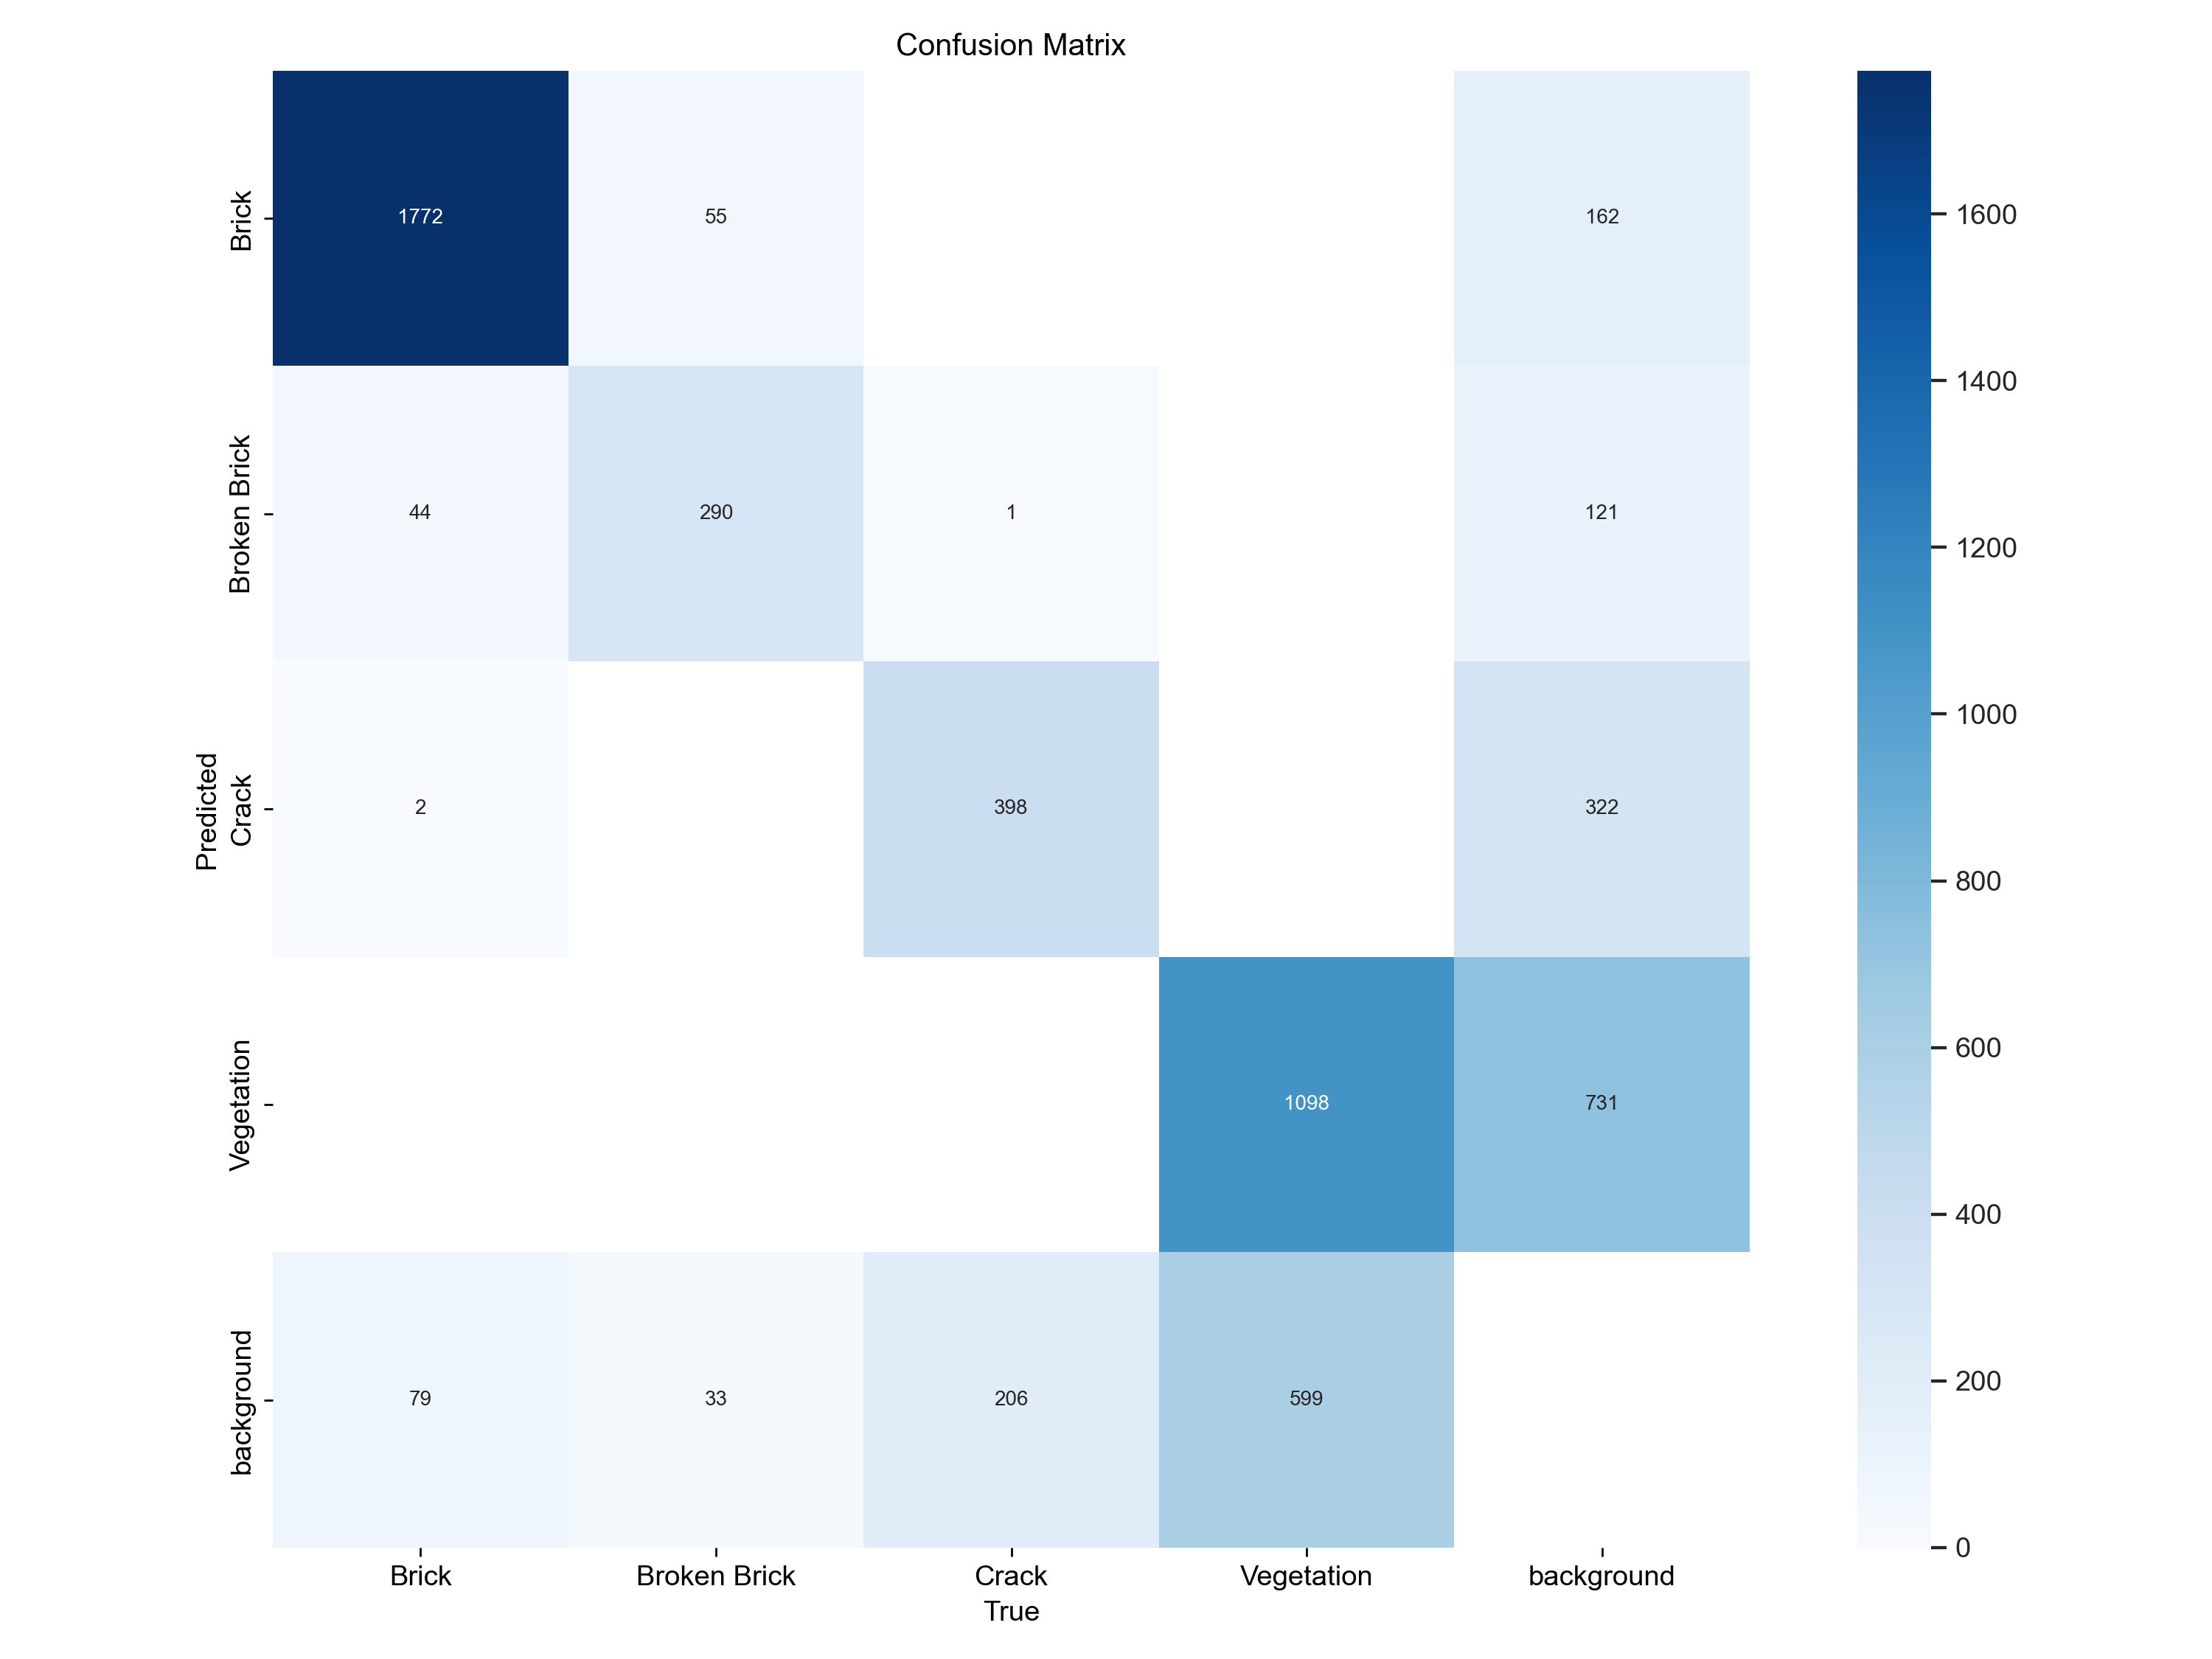 Confusion Matrix
Predicted
Brick
1772
55
162
Broken Brick
44
290
1
121
Crack
2
398
322
Vegetation
1098
731
background
79
33
206
599
Brick
Broken Brick
Crack
Vegetation
background
True
1600
1400
1200
1000
800
600
400
200
0